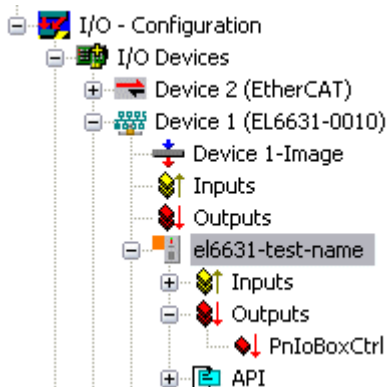 I/O - Configuration
I/O Devices
Device 2 (EtherCAT)
Device 1 (EL6631-0010)
Device 1-Image
Inputs
Outputs
el6631-test-name
Inputs
Outputs
PnIoBoxCtrl
API